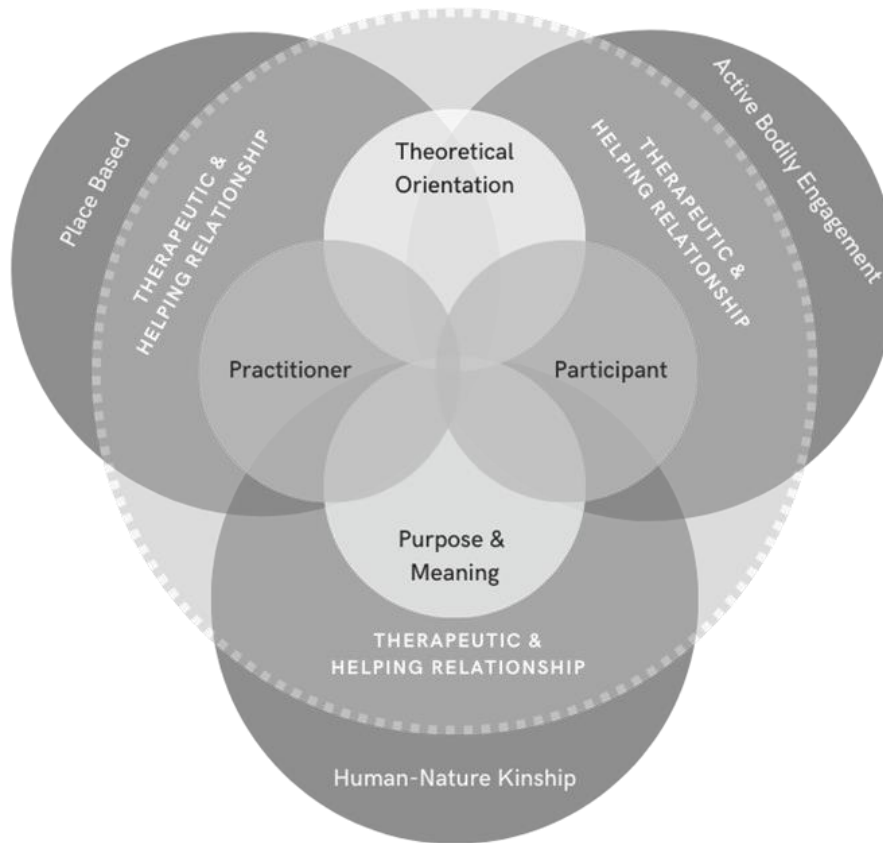 Place Based
THERAPEUTIC &
HELPING RELATIONSHIP
Theoretical
Orientation
THERAPEUTIC &
HELPING RELATIONSHIP
Active Bodily Engagement
Practitioner
Participant
Purpose &
Meaning
THERAPEUTIC &
HELPING RELATIONSHIP
Human-Nature Kinship